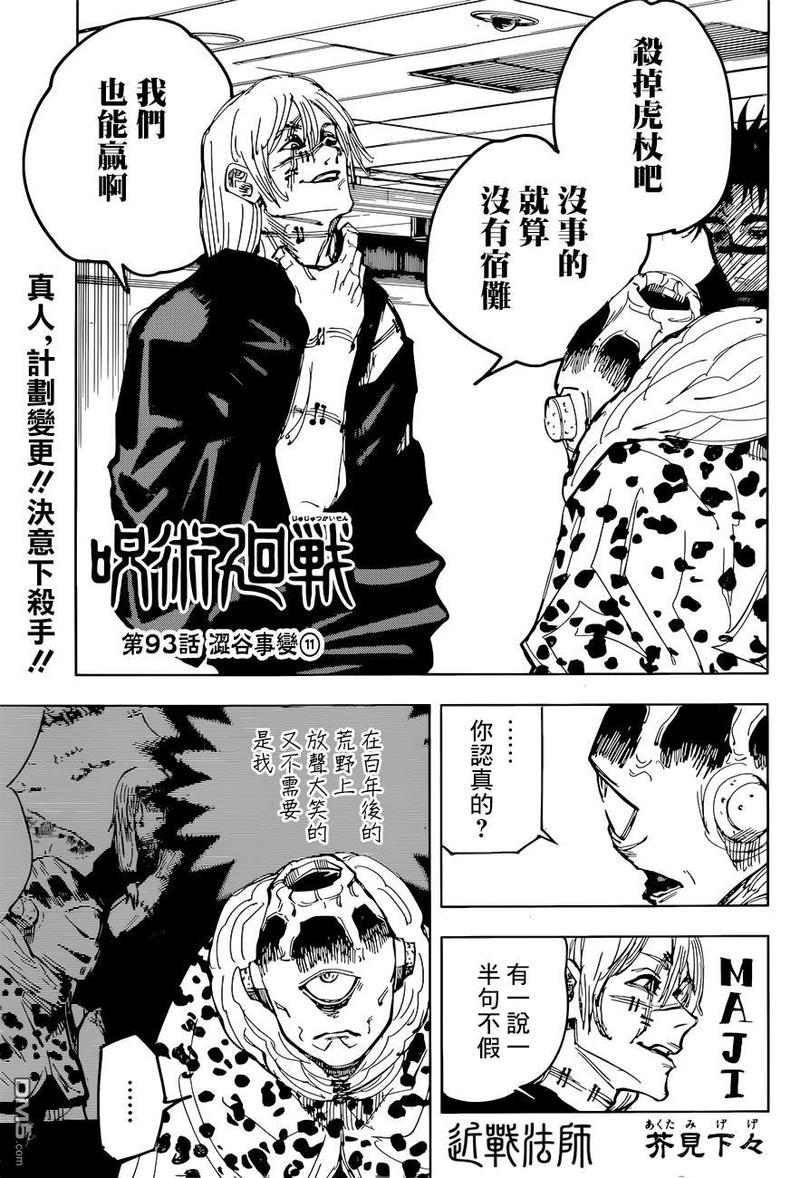 殺掉虎杖吧
沒事的
就算
沒有宿儺
我們
也能贏啊
真人，計劃變更!!決意下殺手!!
じゅじゅつかいせん
呪術廻戦
第93話 澀谷事變⑪
……
你認真的？
MAJI
有一說一
半句不假
在百年後的
荒野上
放聲大笑的
又不需要
是我
……
近戰法師
あくたみげげ
芥見下々
DM5